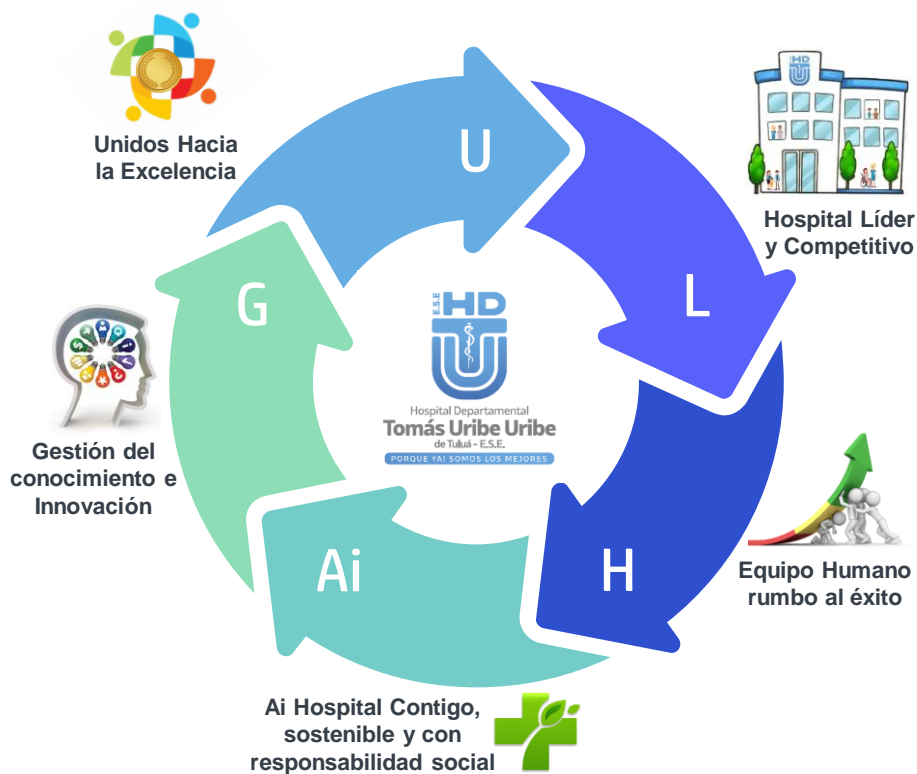 Unidos Hacia
la Excelencia
U
HD
Hospital Líder
y Competitivo
L
G
E.S.E
HD
Hospital Departamental
Tomás Uribe Uribe
de Tuluá - E.S.E.
PORQUE YA! SOMOS LOS MEJORES
Gestión del
conocimiento e
Innovación
Equipo Humano
rumbo al éxito
H
Ai
Ai Hospital Contigo,
sostenible y con
responsabilidad social